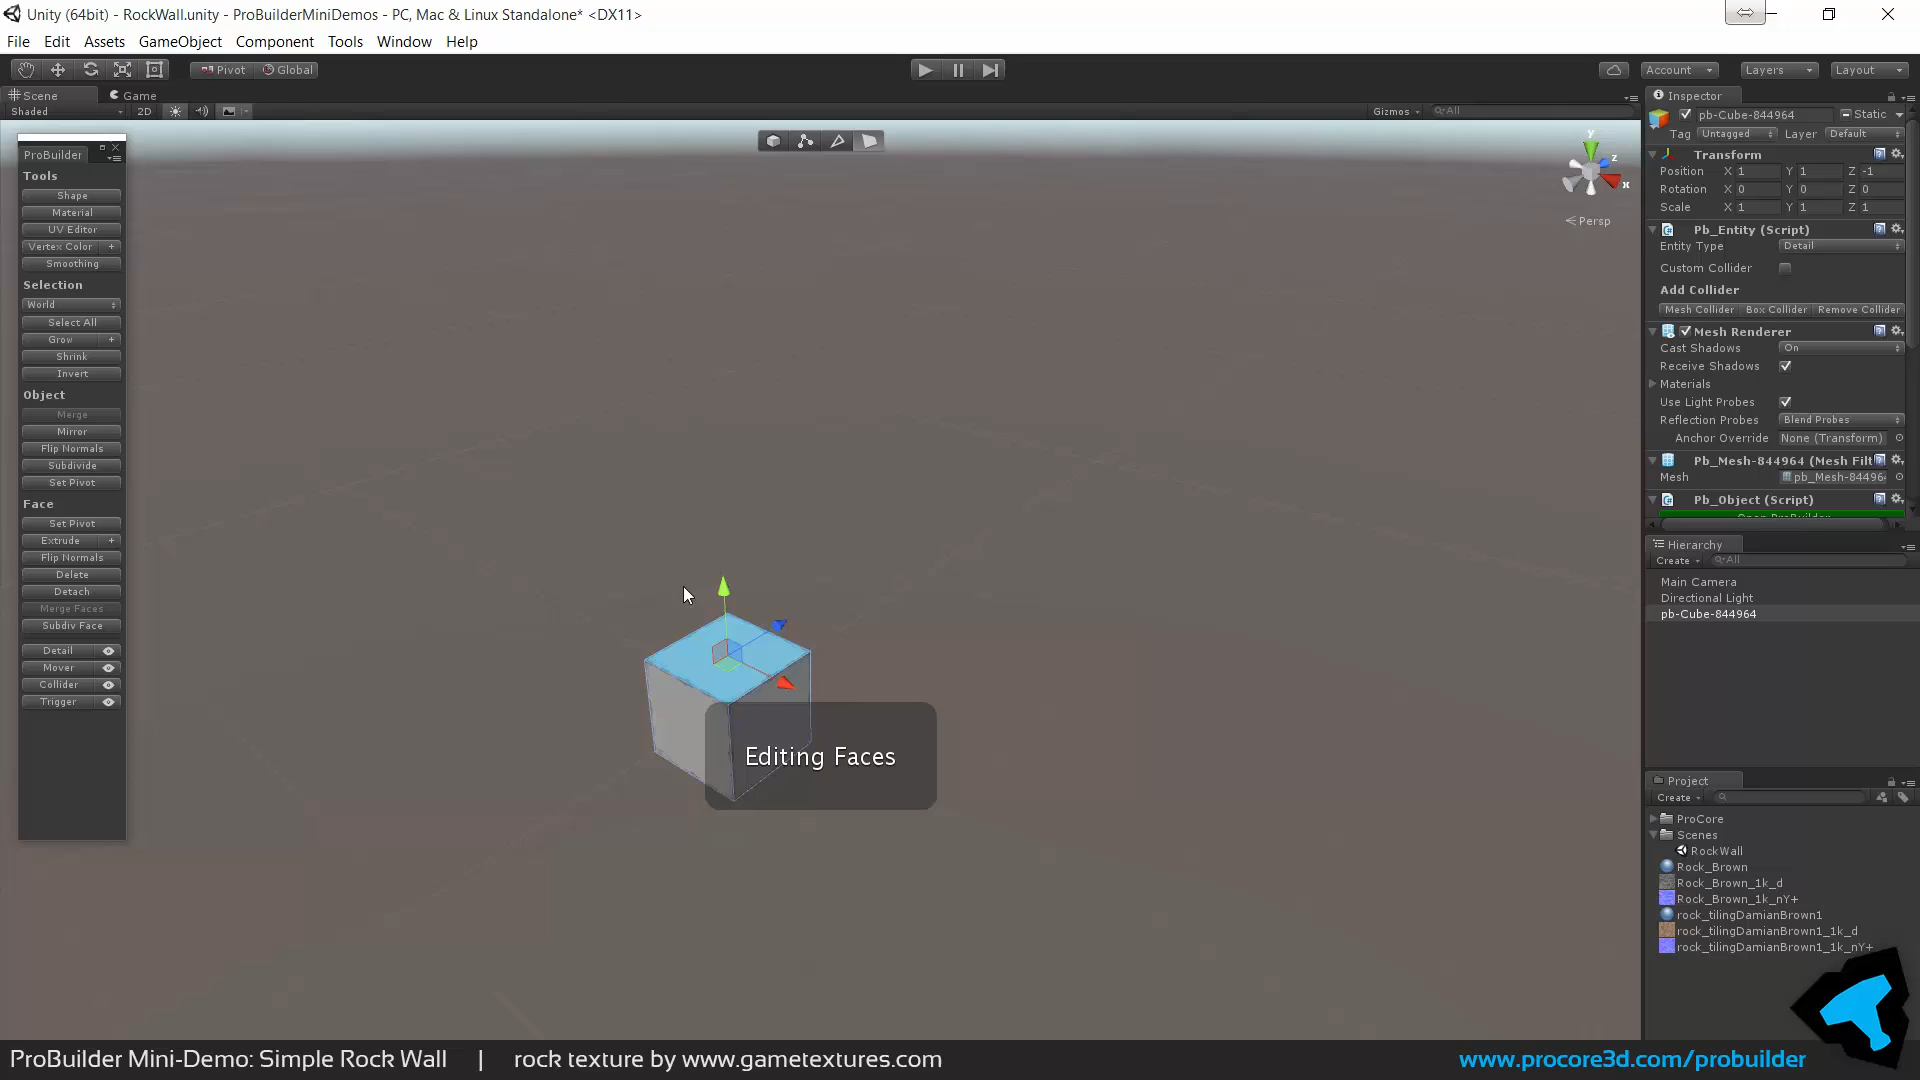 Unity (64bit) - RockWall.unity - ProBuilderMiniDemos - PC, Mac & Linux Standalone* <DX11>
File Edit Assets GameObject Component Tools Window Help
Pivot Global Account Layers Layout
Scene Game
Shaded 2D Gizmos All
ProBuilder
Tools
Shape
Material
UV Editor
Vertex Color +
Smoothing
Selection
World
Select All
Grow +
Shrink
Invert
Object
Merge
Mirror
Flip Normals
Subdivide
Set Pivot
Face
Set Pivot
Extrude +
Flip Normals
Delete
Detach
Merge Faces
Subdiv Face
Detail
Mover
Collider
Trigger
y
z
x
Persp
Editing Faces
Inspector
pb-Cube-844964 Static
Tag Untagged Layer Default
Transform
Position X 1 Y 1 Z -1
Rotation X 0 Y 0 Z 0
Scale X 1 Y 1 Z 1
Pb_Entity (Script)
Entity Type Detail
Custom Collider
Add Collider
Mesh Collider Box Collider Remove Collider
Mesh Renderer
Cast Shadows On
Receive Shadows
Materials
Use Light Probes
Reflection Probes Blend Probes
Anchor Override None (Transform)
Pb_Mesh-844964 (Mesh Filt
Mesh pb_Mesh-84496
Pb_Object (Script)
Hierarchy
Create All
Main Camera
Directional Light
pb-Cube-844964
Project
Create
ProCore
Scenes
RockWall
Rock_Brown
Rock_Brown_1k_d
Rock_Brown_1k_nY+
rock_tilingDamianBrown1
rock_tilingDamianBrown1_1k_d
rock_tilingDamianBrown1_1k_nY+
ProBuilder Mini-Demo: Simple Rock Wall | rock texture by www.gametextures.com
www.procore3d.com/probuilder